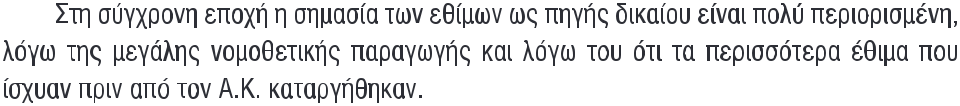 Στη σύγχρονη εποχή η σημασία των εθίμων ως πηγής δικαίου είναι πολύ περιορισμένη,
λόγω της μεγάλης νομοθετικής παραγωγής και λόγω του ότι τα περισσότερα έθιμα που
ίσχυαν πριν από τον Α.Κ. καταργήθηκαν.